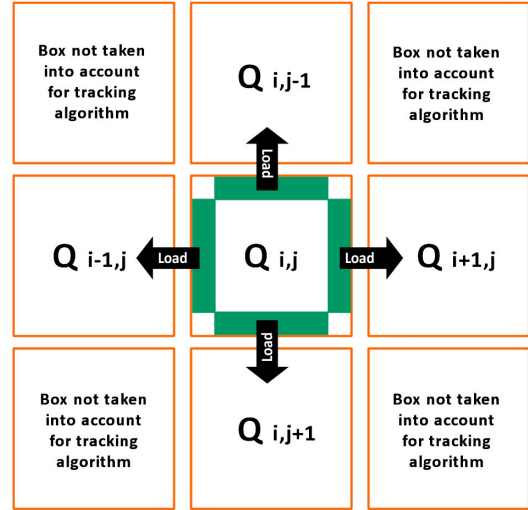 Box not taken
into account
for tracking
algorithm
Q i,j-1
Box not taken
into account
for tracking
algorithm
Load
Q i-1,j
Load
Q i,j
Load
Q i+1,j
Load
Box not taken
into account
for tracking
algorithm
Q i,j+1
Box not taken
into account
for tracking
algorithm